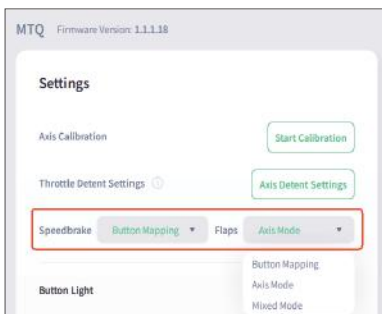 MTQ Firmware Version: 1.1.1.18
Settings
Axis Calibration Start Calibration
Throttle Detent Settings Axis Detent Settings
Speedbrake Button Mapping Flaps Axis Mode
Button Mapping
Axis Mode
Button Light
Mixed Mode